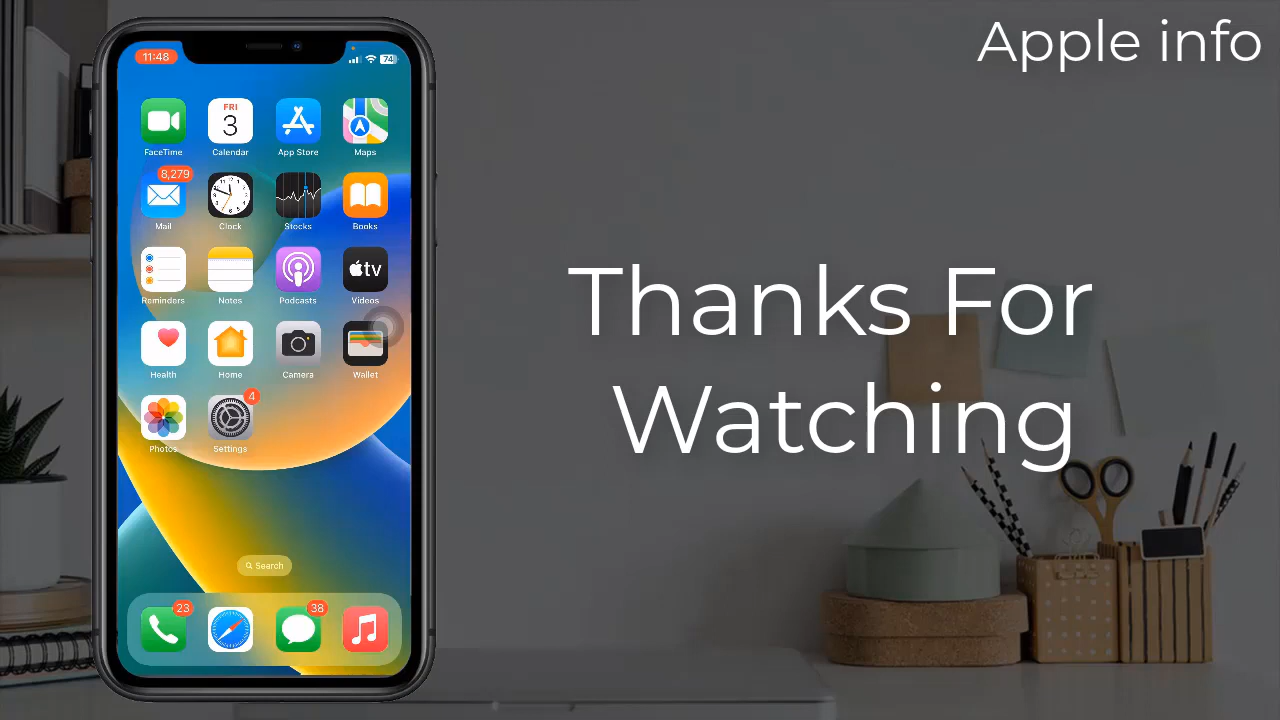 Apple info
11:48
74
FRI
3
FaceTime
Calendar
App Store
Maps
8,279
Mail
Clock
Stocks
Books
tv
Reminders
Notes
Podcasts
Videos
Health
Home
Camera
Wallet
4
Photos
Settings
Search
23
38
Thanks For
Watching